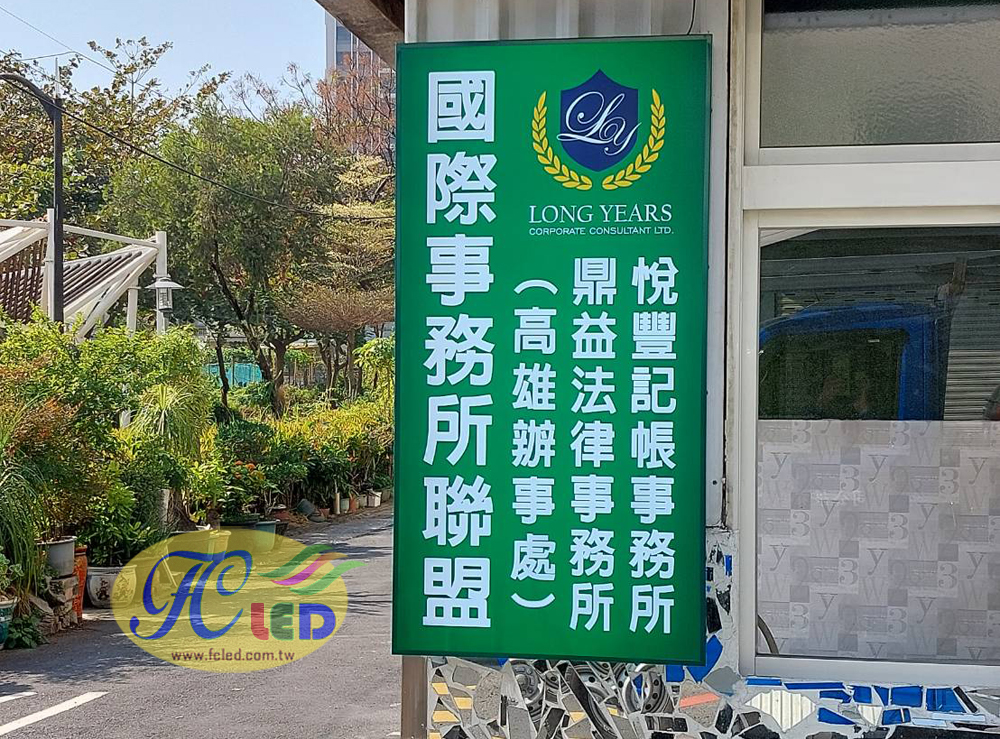 LY
LONG YEARS
CORPORATE CONSULTANT LTD.
悅豐記帳事務所
鼎益法律事務所
(高雄辦事處)
國際事務所聯盟
FC LED
www.fcled.com.tw